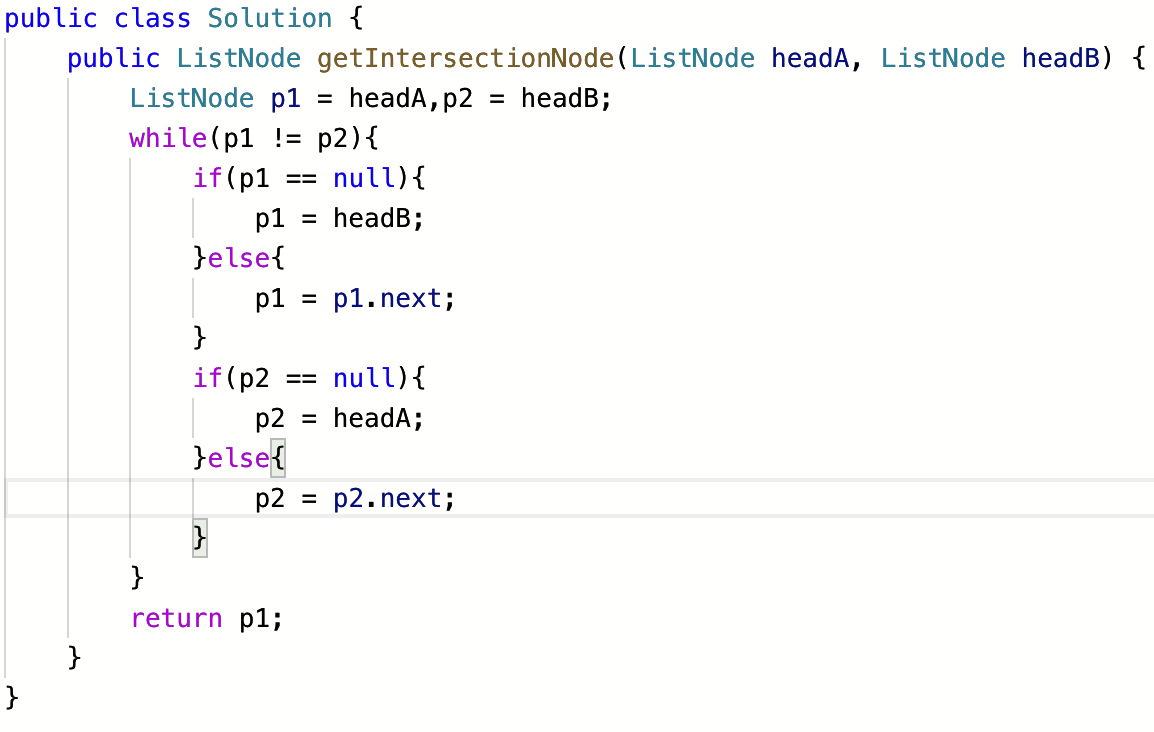 public class Solution {
    public ListNode getIntersectionNode(ListNode headA, ListNode headB) {
        ListNode p1 = headA,p2 = headB;
        while(p1 != p2){
            if(p1 == null){
                p1 = headB;
            }else{
                p1 = p1.next;
            }
            if(p2 == null){
                p2 = headA;
            }else{
                p2 = p2.next;
            }
        }
        return p1;
    }
}